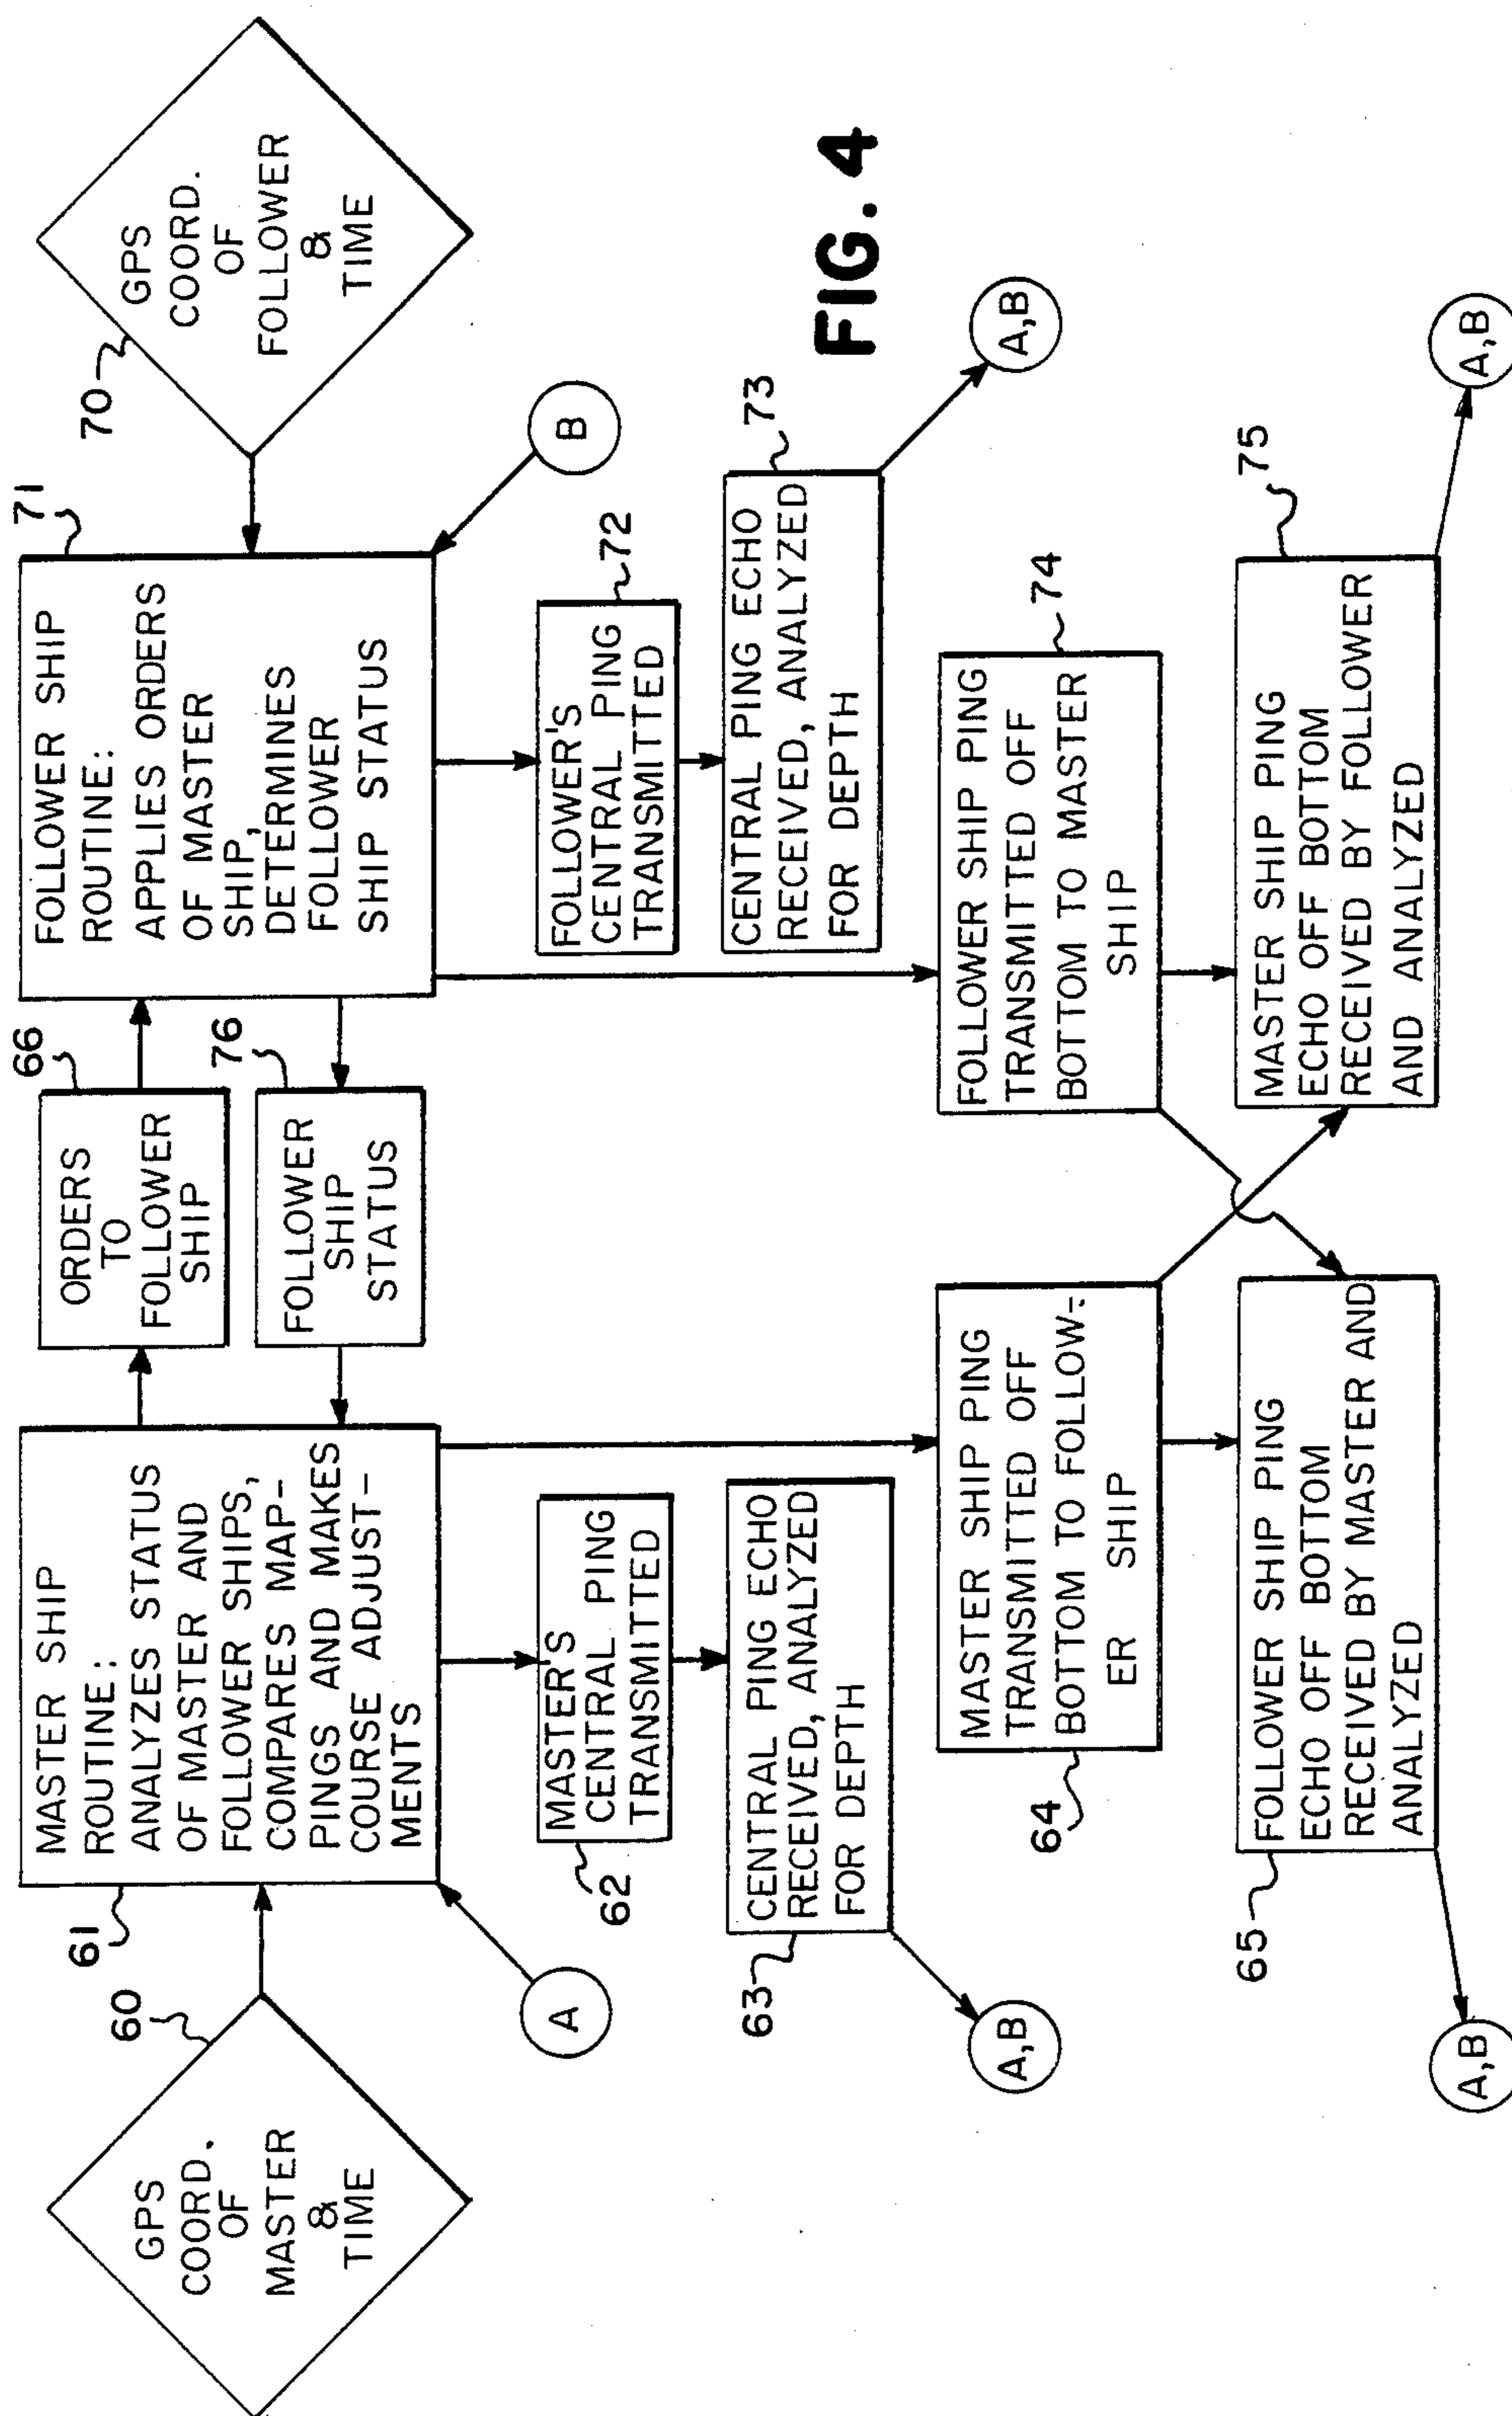 60
GPS
COORD.
OF
MASTER
&
TIME
61
MASTER SHIP
ROUTINE:
ANALYZES STATUS
OF MASTER AND
FOLLOWER SHIPS,
COMPARES MAP-
PINGS AND MAKES
COURSE ADJUST-
MENTS
66
ORDERS
TO
FOLLOWER
SHIP
76
FOLLOWER
SHIP
STATUS
71
FOLLOWER SHIP
ROUTINE:
APPLIES ORDERS
OF MASTER
SHIP,
DETERMINES
FOLLOWER
SHIP STATUS
70
GPS
COORD.
OF
FOLLOWER
&
TIME
A
62
MASTER'S
CENTRAL PING
TRANSMITTED
72
FOLLOWER'S
CENTRAL PING
TRANSMITTED
B
63
CENTRAL PING ECHO
RECEIVED, ANALYZED
FOR DEPTH
73
CENTRAL PING ECHO
RECEIVED, ANALYZED
FOR DEPTH
FIG. 4
A,B
A,B
64
MASTER SHIP PING
TRANSMITTED OFF
BOTTOM TO FOLLOW-
ER SHIP
74
FOLLOWER SHIP PING
TRANSMITTED OFF
BOTTOM TO MASTER
SHIP
65
FOLLOWER SHIP PING
ECHO OFF BOTTOM
RECEIVED BY MASTER AND
ANALYZED
75
MASTER SHIP PING
ECHO OFF BOTTOM
RECEIVED BY FOLLOWER
AND ANALYZED
A,B
A,B